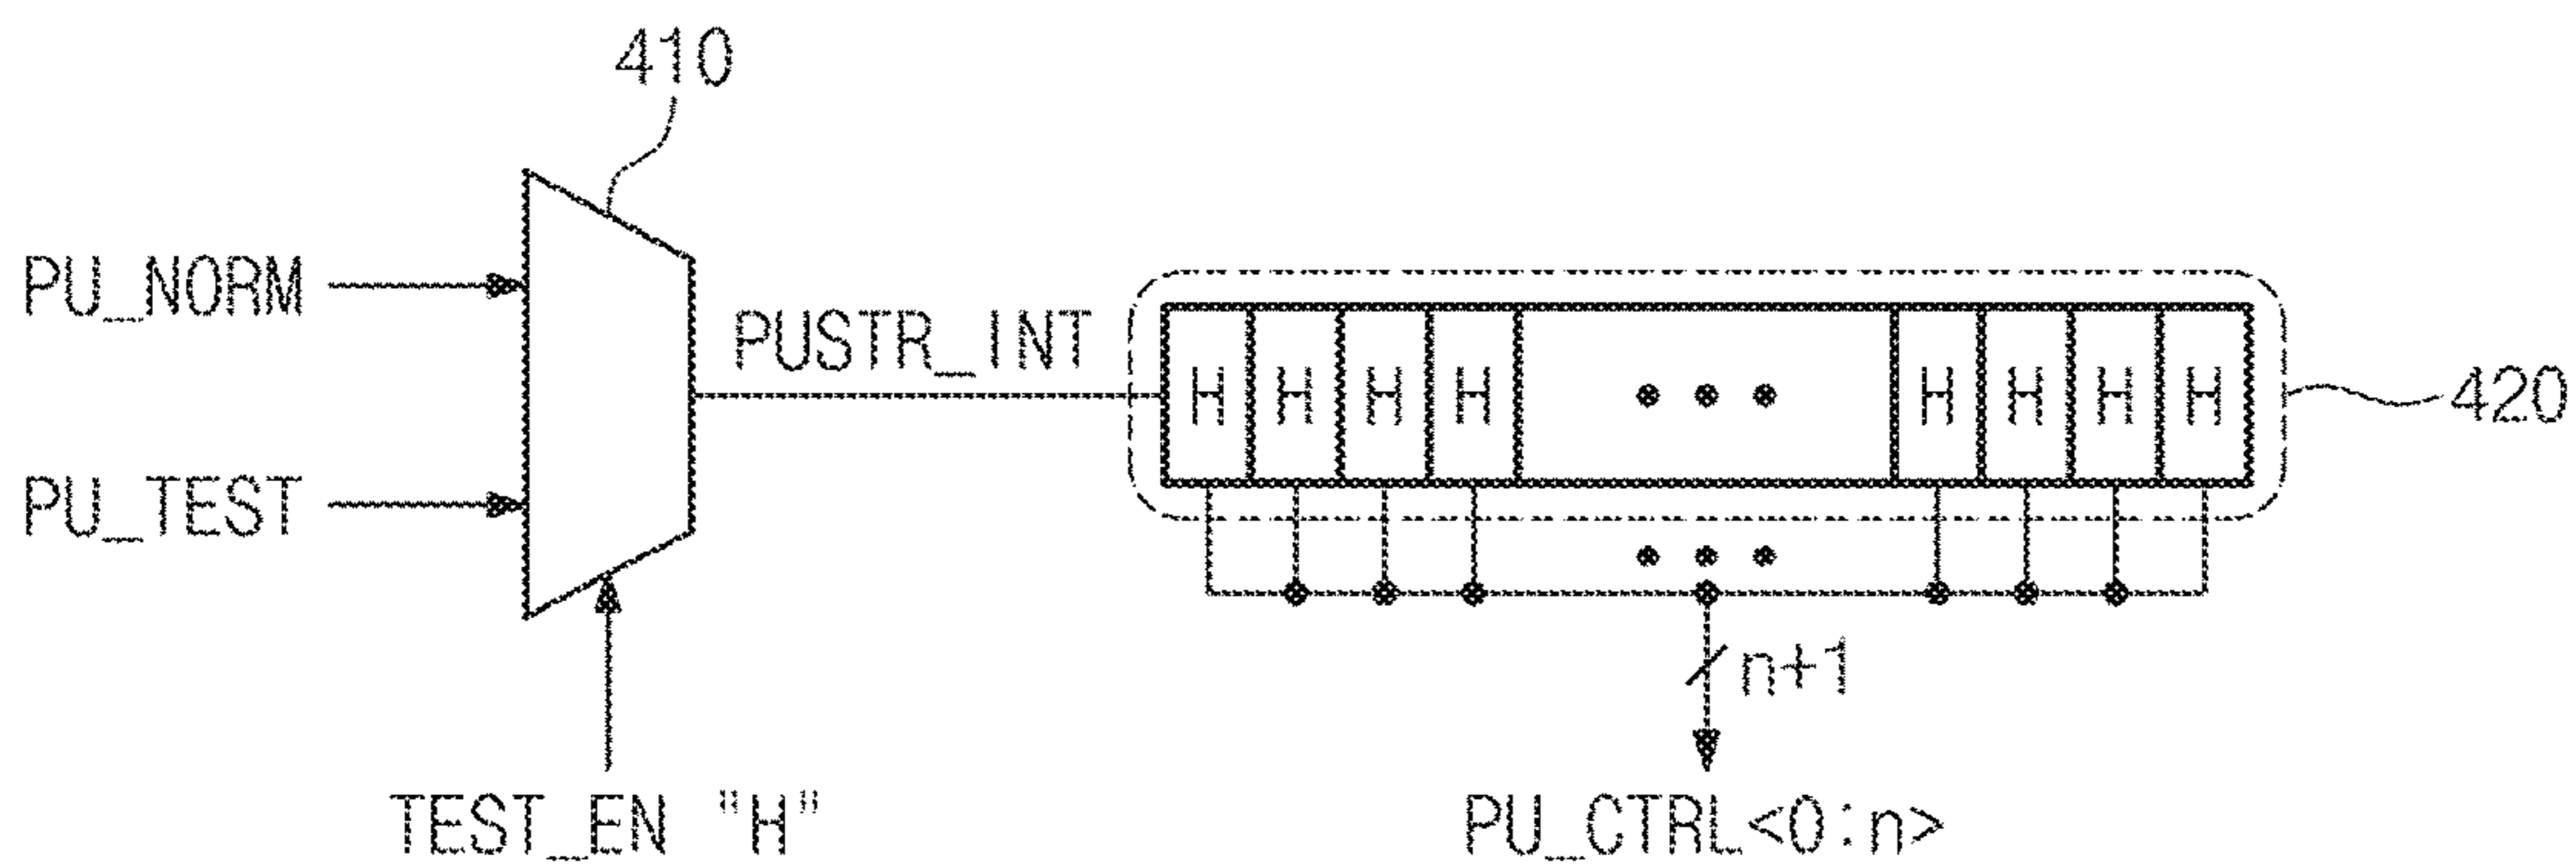 410
PU_NORM
PUSTR_INT
H H H H ••• H H H H
420
PU_TEST
•••
n+1
TEST_EN "H"
PU_CTRL<0:n>